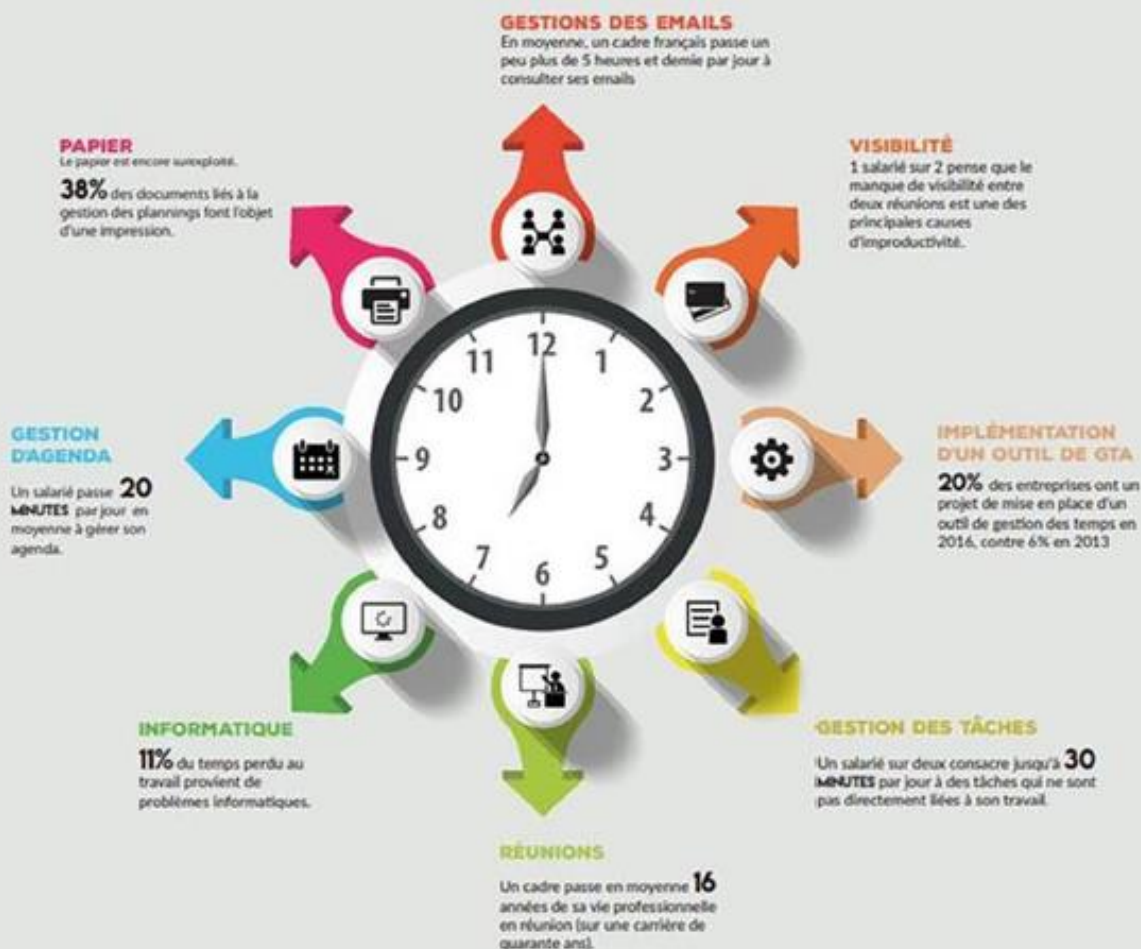 GESTIONS DES EMAILS
En moyenne, un cadre français passe un
peu plus de 5 heures et demie par jour à
consulter ses emails
PAPIER
Le papier est encore surexploité.
38% des documents liés à la
gestion des plannings font l'objet
d'une impression.
VISIBILITÉ
1 salarié sur 2 pense que le
manque de visibilité entre
deux réunions est une des
principales causes
d'improductivité.
12
1
2
3
4
5
6
7
8
9
10
11
GESTION
D'AGENDA
Un salarié passe 20
MINUTES par jour en
moyenne à gérer son
agenda.
IMPLÉMENTATION
D'UN OUTIL DE GTA
20% des entreprises ont un
projet de mise en place d'un
outil de gestion des temps en
2016, contre 6% en 2013
INFORMATIQUE
11% du temps perdu au
travail provient de
problèmes informatiques.
GESTION DES TÂCHES
Un salarié sur deux consacre jusqu'à 30
MINUTES par jour à des tâches qui ne sont
pas directement liées à son travail.
RÉUNIONS
Un cadre passe en moyenne 16
années de sa vie professionnelle
en réunion (sur une carrière de
quarante ans).